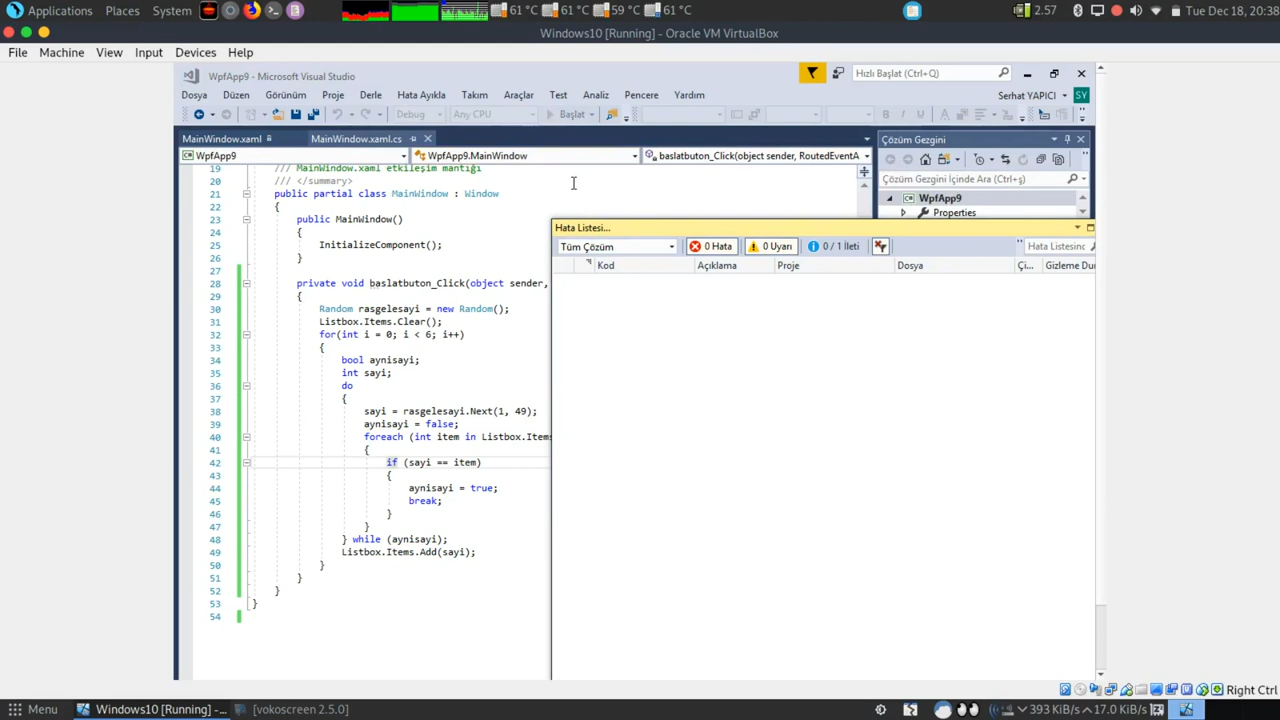 Applications Places System 61 °C 61 °C 59 °C 61 °C 2.57 Tue Dec 18, 20:38
Windows10 [Running] - Oracle VM VirtualBox
File Machine View Input Devices Help
WpfApp9 - Microsoft Visual Studio Hızlı Başlat (Ctrl+Q)
Dosya Düzen Görünüm Proje Derle Hata Ayıkla Takım Araçlar Test Analiz Pencere Yardım Serhat YAPICI SY
Debug Any CPU Başlat
MainWindow.xaml MainWindow.xaml.cs Çözüm Gezgini
WpfApp9 WpfApp9.MainWindow baslatbuton_Click(object sender, RoutedEventA
Çözüm Gezgini İçinde Ara (Ctrl+ş)
WpfApp9
Properties
19 /// MainWindow.xaml etkileşim mantığı
20 /// </summary>
21 public partial class MainWindow : Window
22 {
23 public MainWindow()
24 {
25 InitializeComponent();
26 }
27
28 private void baslatbuton_Click(object sender,
29 {
30 Random rasgelesayi = new Random();
31 Listbox.Items.Clear();
32 for(int i = 0; i < 6; i++)
33 {
34 bool aynisayi;
35 int sayi;
36 do
37 {
38 sayi = rasgelesayi.Next(1, 49);
39 aynisayi = false;
40 foreach (int item in Listbox.Items
41 {
42 if (sayi == item)
43 {
44 aynisayi = true;
45 break;
46 }
47 }
48 } while (aynisayi);
49 Listbox.Items.Add(sayi);
50 }
51 }
52 }
53 }
54
Hata Listesi...
Tüm Çözüm 0 Hata 0 Uyarı 0 / 1 İleti Hata Listesinc
Kod Açıklama Proje Dosya Çi... Gizleme Dur
Right Ctrl
Menu Windows10 [Running] -... [vokoscreen 2.5.0] 393 KiB/s 17.0 KiB/s